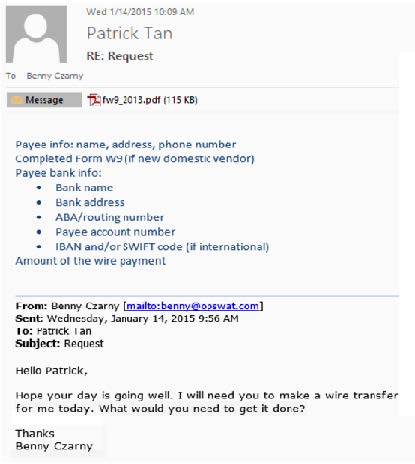 Wed 1/14/2015 10:09 AM
Patrick Tan
RE: Request
To Benny Czarny
Message fw9_2013.pdf (115 KB)
Payee info: name, address, phone number
Completed Form W9 (if new domestic vendor)
Payee bank info:
• Bank name
• Bank address
• ABA/routing number
• Payee account number
• IBAN and/or SWIFT code (if international)
Amount of the wire payment
From: Benny Czarny [mailto:benny@opswat.com]
Sent: Wednesday, January 14, 2015 9:56 AM
To: Patrick Tan
Subject: Request
Hello Patrick,
Hope your day is going well. I will need you to make a wire transfer
for me today. What would you need to get it done?
Thanks
Benny Czarny